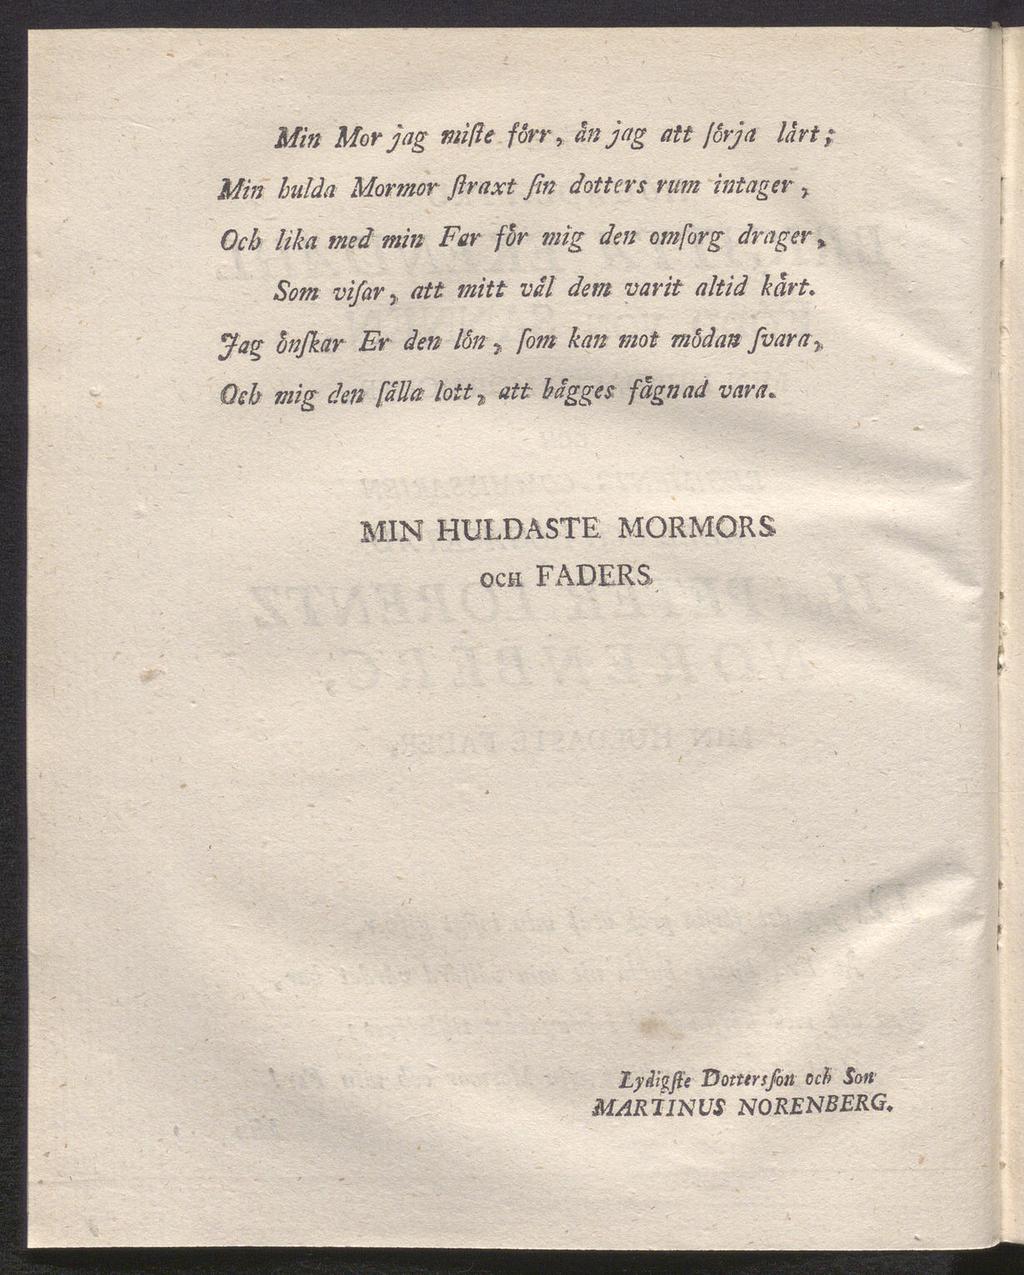 Min Mor jag miſte förr, än jag att ſörja lärt;
Min hulda Mormor ſtraxt ſin dotters rum intager,
Och lika med min Far för mig den omſorg drager,
Som viſar, att mitt väl dem varit altid kärt.
Jag önſkar Er den lön, ſom kan mot mödan ſvara,
Och mig den ſälla lott, att bägges fägnad vara.
MIN HULDASTE MORMORS
OCH FADERS
Lydigſte Dottersſon och Son
MARTINUS NORENBERG.